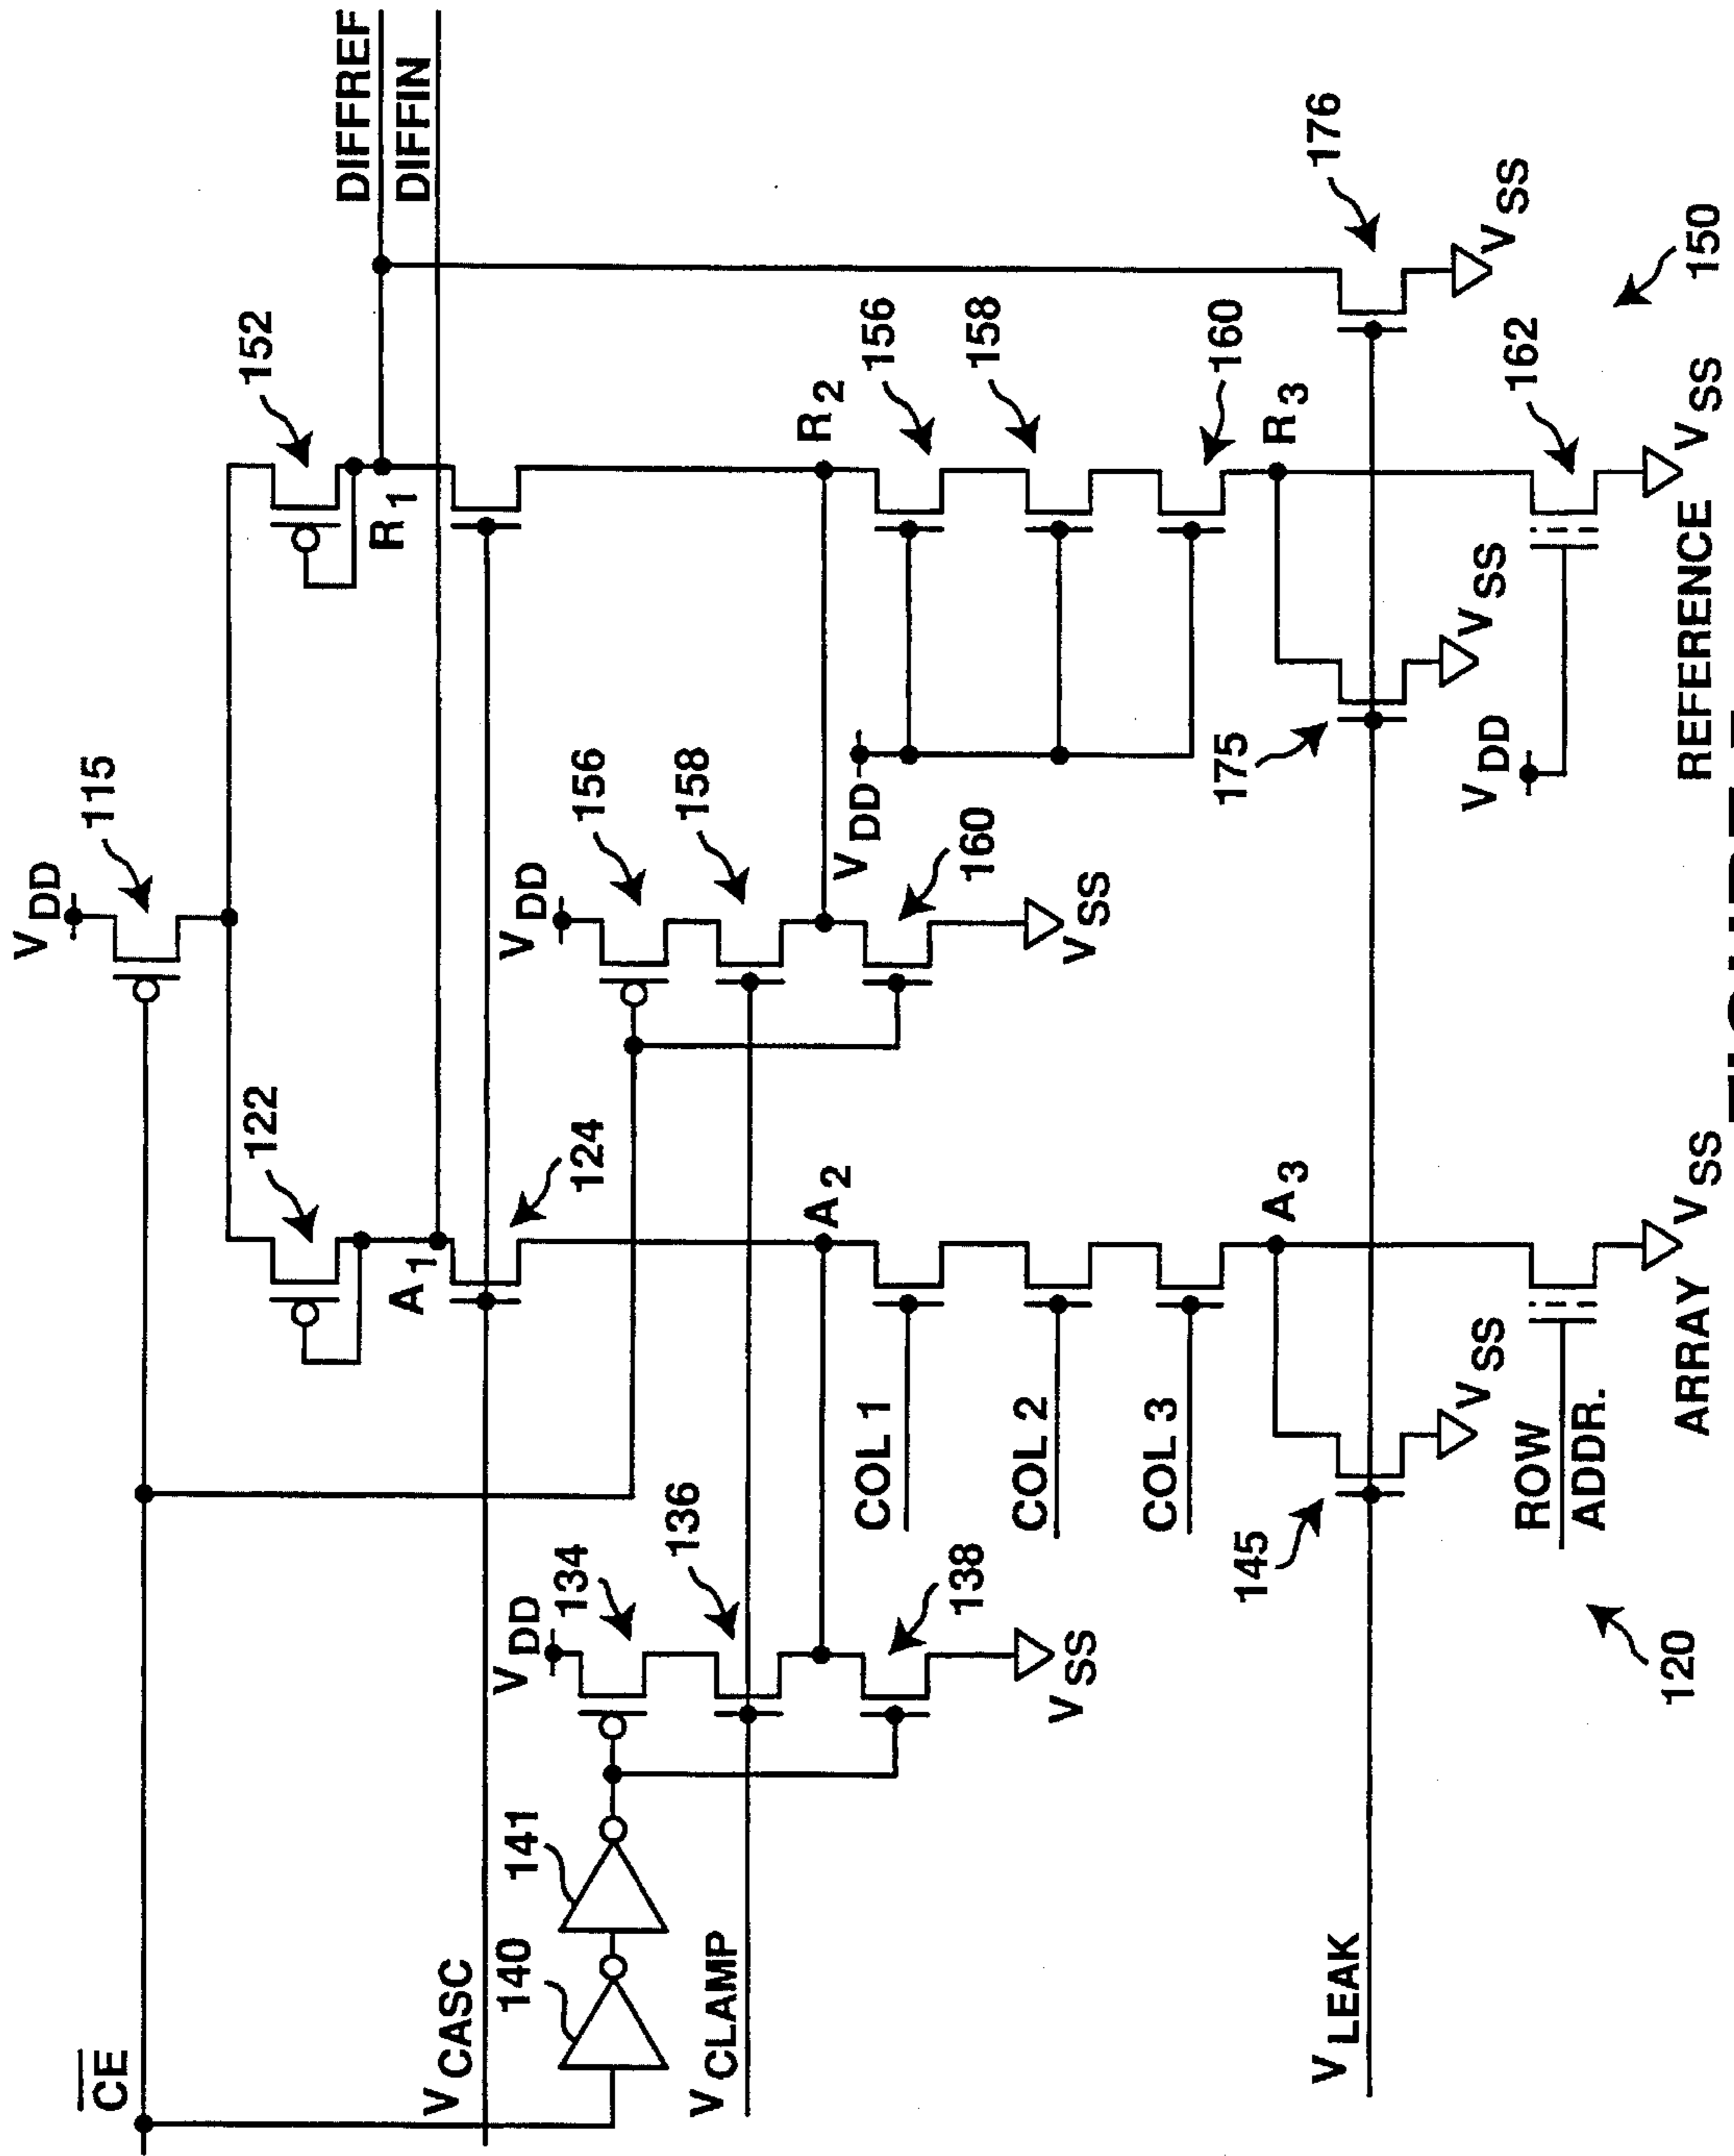 CE
VCASC
140
141
VCLAMP
VLEAK
VDD
115
122
A1
124
VDD
134
136
138
VSS
A2
COL 1
COL 2
COL 3
A3
145
VSS
ROW
ADDR.
ARRAY VSS
120
VDD
156
158
160
VSS
152
R1
DIFFREF
DIFFIN
R2
VDD
156
158
160
R3
175
VSS
VDD
162
REFERENCE VSS
176
VSS
150